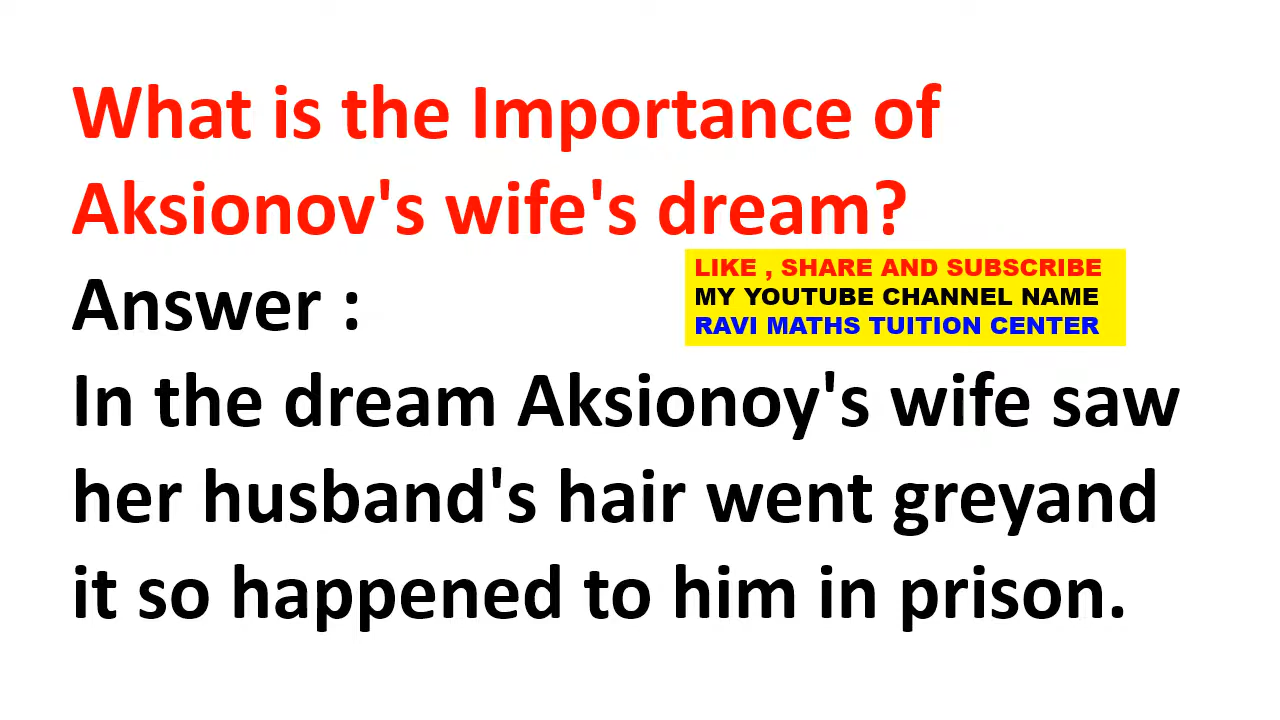 What is the Importance of
Aksionov's wife's dream?
Answer :
LIKE , SHARE AND SUBSCRIBE
MY YOUTUBE CHANNEL NAME
RAVI MATHS TUITION CENTER
In the dream Aksionoy's wife saw
her husband's hair went greyand
it so happened to him in prison.